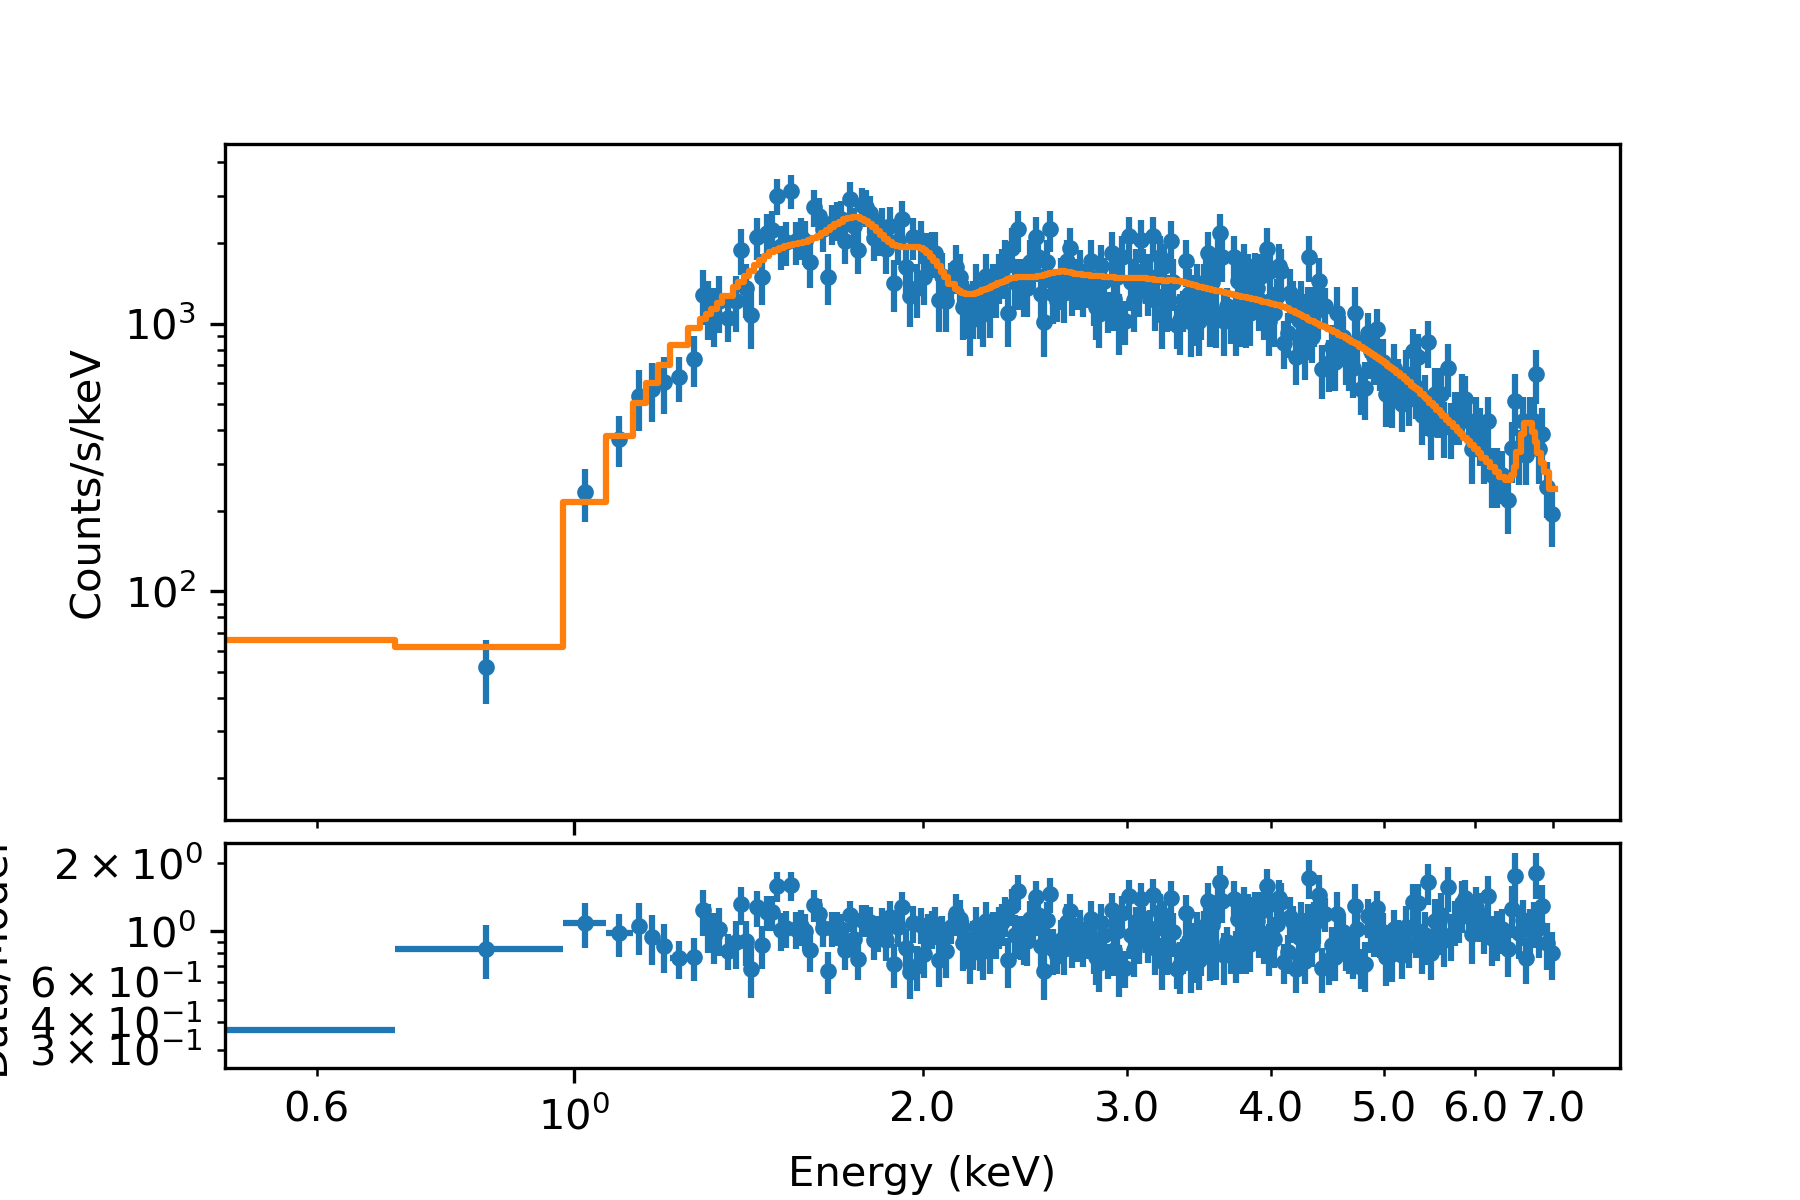 Counts/s/keV
10³
10²
2 × 10⁰
10⁰
6 × 10⁻¹
4 × 10⁻¹
3 × 10⁻¹
0.6 10⁰ 2.0 3.0 4.0 5.0 6.0 7.0
Energy (keV)